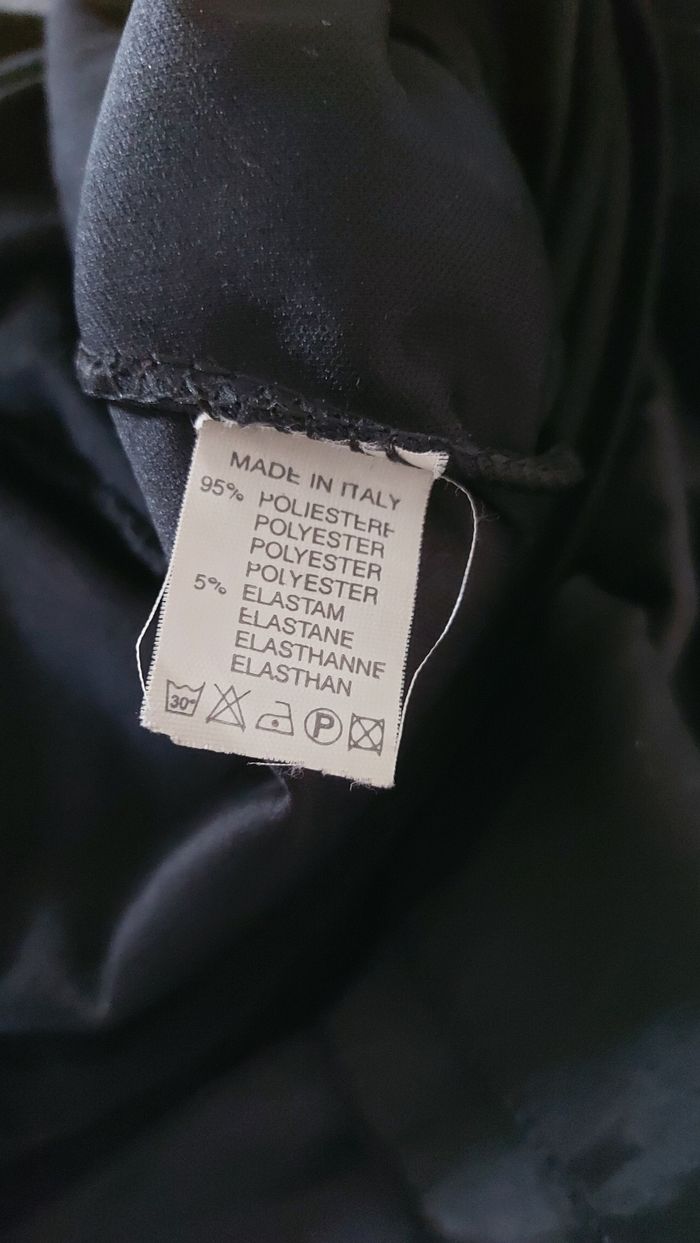 MADE IN ITALY
95% POLIESTERE
POLYESTER
POLYESTER
POLYESTER
5% ELASTAM
ELASTANE
ELASTHANNE
ELASTHAN
30° P